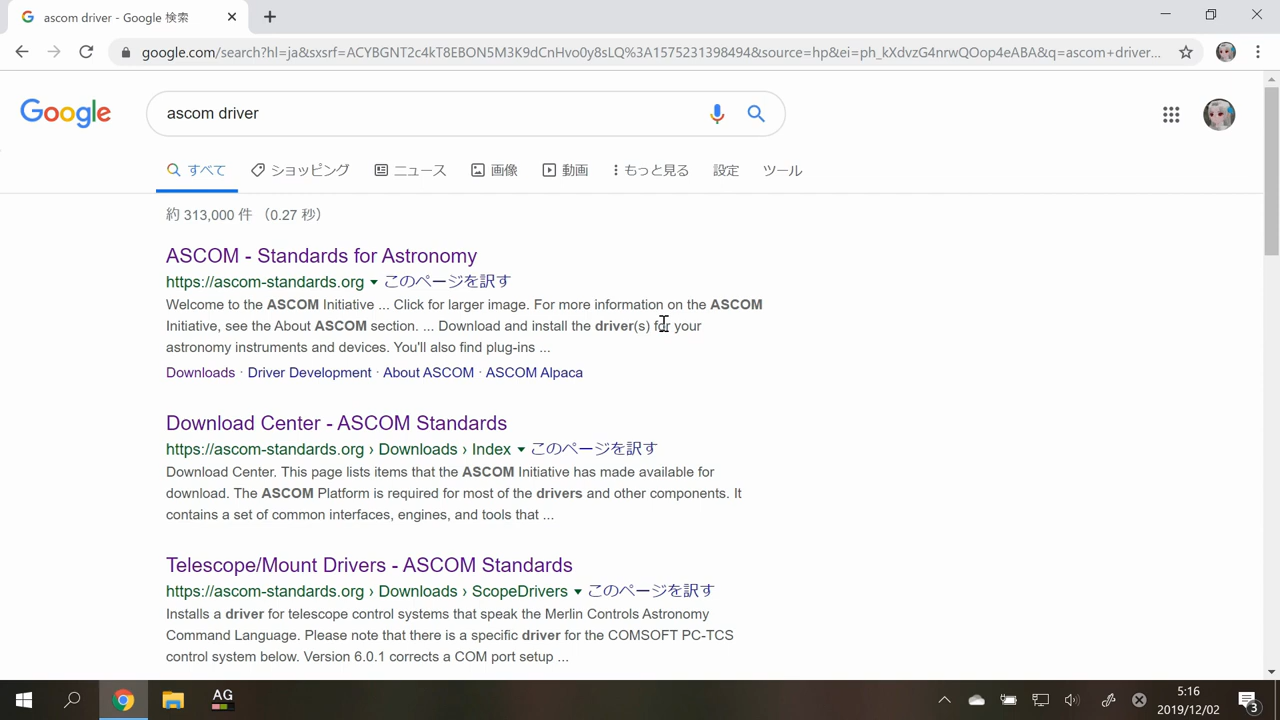 ascom driver - Google 検索
google.com/search?hl=ja&sxsrf=ACYBGNT2c4kT8EBON5M3K9dCnHvo0y8sLQ%3A1575231398494&source=hp&ei=ph_kXdvzG4nrwQOop4eABA&q=ascom+driver...
Google
ascom driver
すべて ショッピング ニュース 画像 動画 もっと見る 設定 ツール
約 313,000 件 (0.27 秒)
ASCOM - Standards for Astronomy
https://ascom-standards.org このページを訳す
Welcome to the ASCOM Initiative ... Click for larger image. For more information on the ASCOM
Initiative, see the About ASCOM section. ... Download and install the driver(s) for your
astronomy instruments and devices. You'll also find plug-ins ...
Downloads · Driver Development · About ASCOM · ASCOM Alpaca
Download Center - ASCOM Standards
https://ascom-standards.org › Downloads › Index このページを訳す
Download Center. This page lists items that the ASCOM Initiative has made available for
download. The ASCOM Platform is required for most of the drivers and other components. It
contains a set of common interfaces, engines, and tools that ...
Telescope/Mount Drivers - ASCOM Standards
https://ascom-standards.org › Downloads › ScopeDrivers このページを訳す
Installs a driver for telescope control systems that speak the Merlin Controls Astronomy
Command Language. Please note that there is a specific driver for the COMSOFT PC-TCS
control system below. Version 6.0.1 corrects a COM port setup ...
AG
5:16
2019/12/02
3